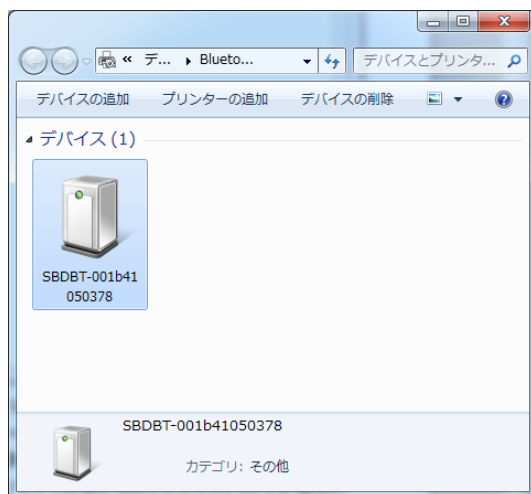 « デ... ▸ Blueto... デバイスとプリンタ...
デバイスの追加 プリンターの追加 デバイスの削除
デバイス (1)
SBDBT-001b41
050378
SBDBT-001b41050378
カテゴリ: その他